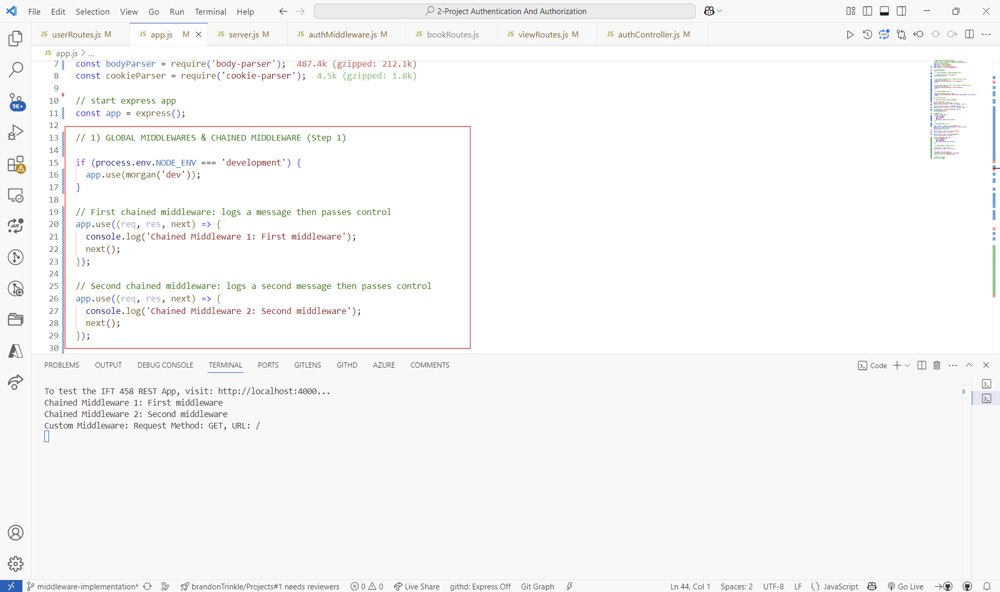 File Edit Selection View Go Run Terminal Help
2-Project Authentication And Authorization
JS userRoutes.js M
JS app.js M
JS server.js M
JS authMiddleware.js M
JS bookRoutes.js
JS viewRoutes.js M
JS authController.js M
JS app.js > ...
7 const bodyParser = require('body-parser'); 487.4k (gzipped: 212.1k)
8 const cookieParser = require('cookie-parser'); 4.5k (gzipped: 1.8k)
9
10 // start express app
11 const app = express();
12
13 // 1) GLOBAL MIDDLEWARES & CHAINED MIDDLEWARE (Step 1)
14
15 if (process.env.NODE_ENV === 'development') {
16 app.use(morgan('dev'));
17 }
18
19 // First chained middleware: logs a message then passes control
20 app.use((req, res, next) => {
21 console.log('Chained Middleware 1: First middleware');
22 next();
23 });
24
25 // Second chained middleware: logs a second message then passes control
26 app.use((req, res, next) => {
27 console.log('Chained Middleware 2: Second middleware');
28 next();
29 });
30
9K+
diff
PROBLEMS OUTPUT DEBUG CONSOLE TERMINAL PORTS GITLENS GITHD AZURE COMMENTS
Code
To test the IFT 458 REST App, visit: http://localhost:4000...
Chained Middleware 1: First middleware
Chained Middleware 2: Second middleware
Custom Middleware: Request Method: GET, URL: /
middleware-implementation* brandonTrinkle/Projects#1 needs reviewers 0 0 Live Share githd: Express Off Git Graph Ln 44, Col 1 Spaces: 2 UTF-8 LF {} JavaScript Go Live